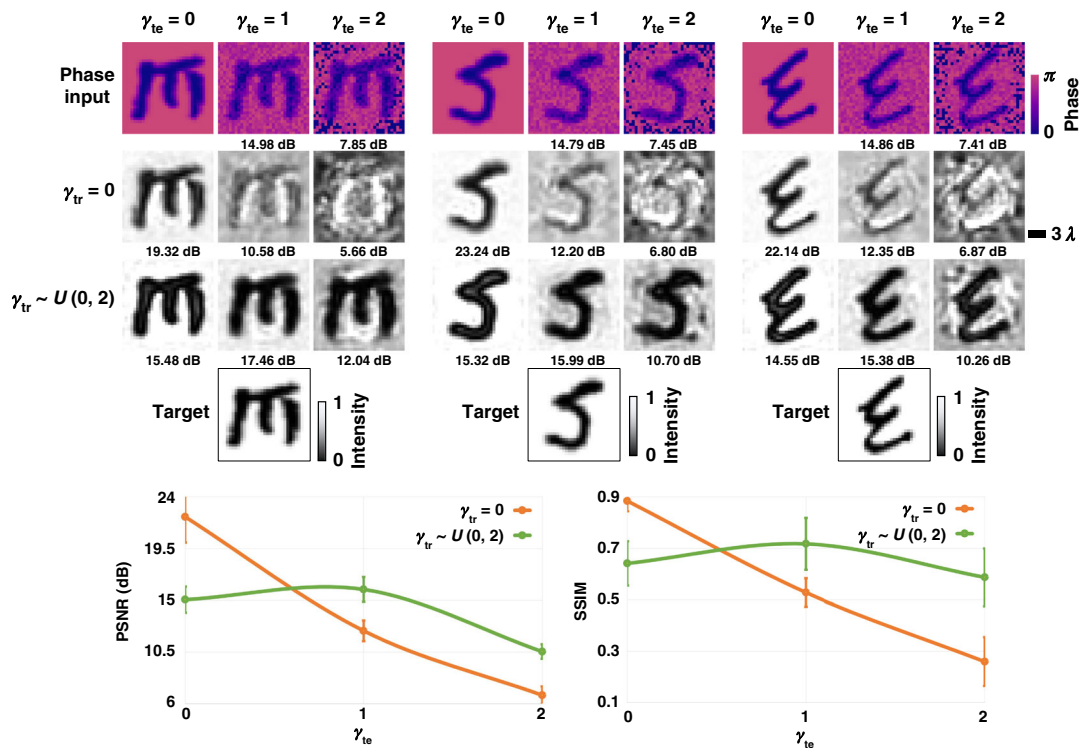 γte = 0 γte = 1 γte = 2 γte = 0 γte = 1 γte = 2 γte = 0 γte = 1 γte = 2
Phase input
π
0
Phase
14.98 dB 7.85 dB 14.79 dB 7.45 dB 14.86 dB 7.41 dB
γtr = 0
3 λ
19.32 dB 10.58 dB 5.66 dB 23.24 dB 12.20 dB 6.80 dB 22.14 dB 12.35 dB 6.87 dB
γtr ~ U (0, 2)
15.48 dB 17.46 dB 12.04 dB 15.32 dB 15.99 dB 10.70 dB 14.55 dB 15.38 dB 10.26 dB
Target 1 0 Intensity Target 1 0 Intensity Target 1 0 Intensity
24
19.5
15
10.5
6
PSNR (dB)
γtr = 0
γtr ~ U (0, 2)
0 1 2
γte
0.9
0.7
0.5
0.3
0.1
SSIM
γtr = 0
γtr ~ U (0, 2)
0 1 2
γte